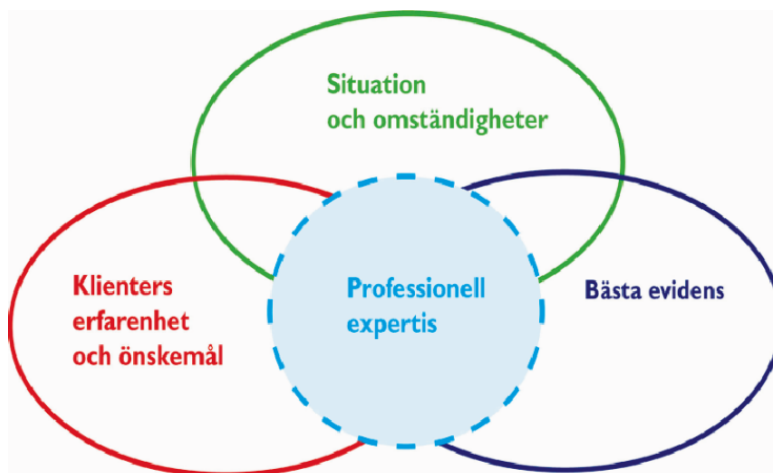 Situation
och omständigheter
Klienters
erfarenhet
och önskemål
Professionell
expertis
Bästa evidens